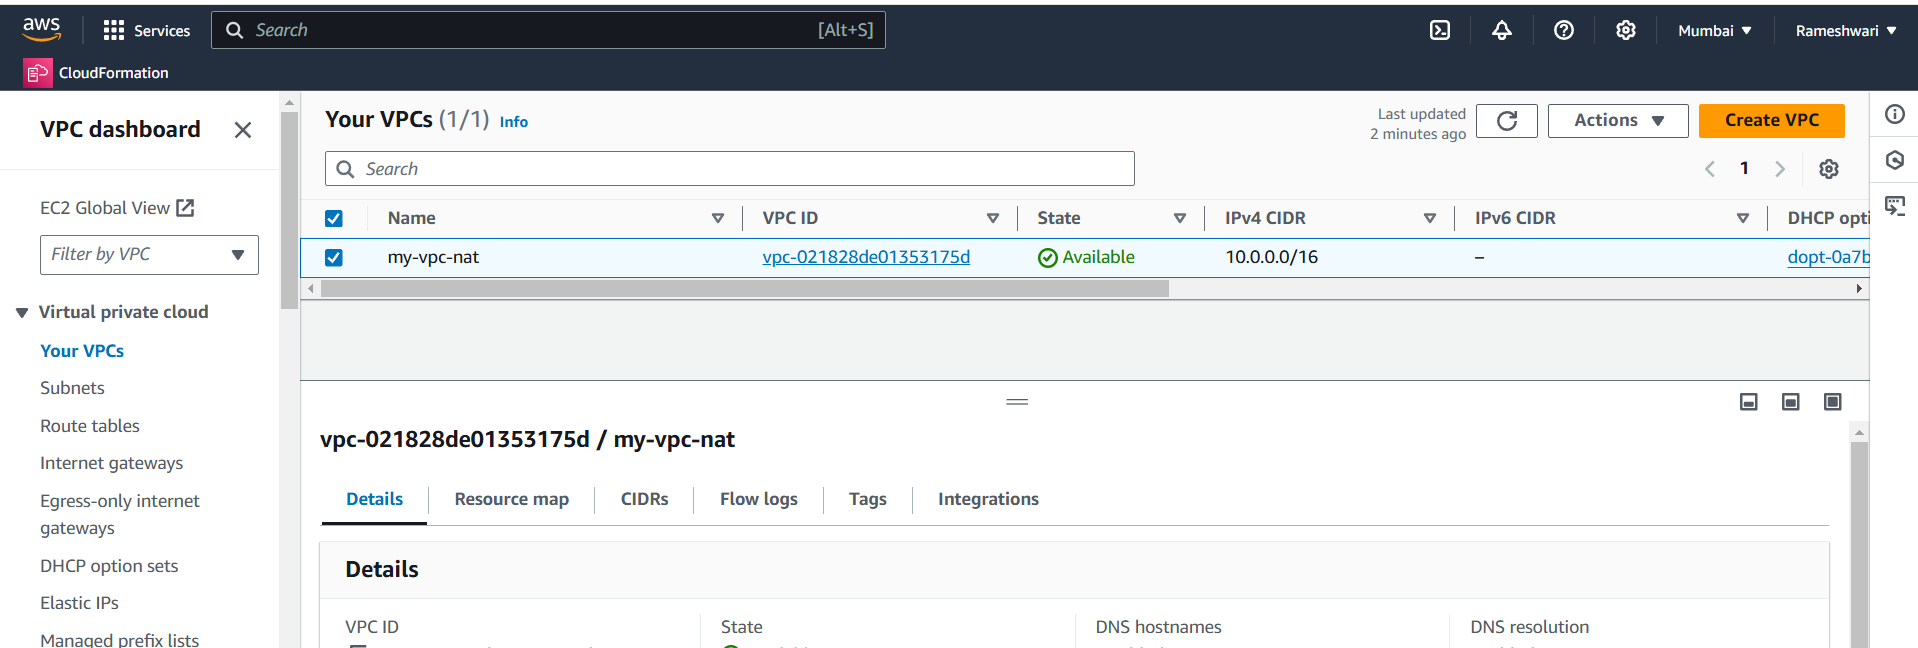 aws Services Search [Alt+S] Mumbai Rameshwari
CloudFormation
VPC dashboard
EC2 Global View
Filter by VPC
Virtual private cloud
Your VPCs
Subnets
Route tables
Internet gateways
Egress-only internet
gateways
DHCP option sets
Elastic IPs
Managed prefix lists
Your VPCs (1/1) Info
Last updated
2 minutes ago
Actions
Create VPC
Search
1
Name VPC ID State IPv4 CIDR IPv6 CIDR DHCP opti
my-vpc-nat vpc-021828de01353175d Available 10.0.0.0/16 – dopt-0a7b
vpc-021828de01353175d / my-vpc-nat
Details Resource map CIDRs Flow logs Tags Integrations
Details
VPC ID State DNS hostnames DNS resolution